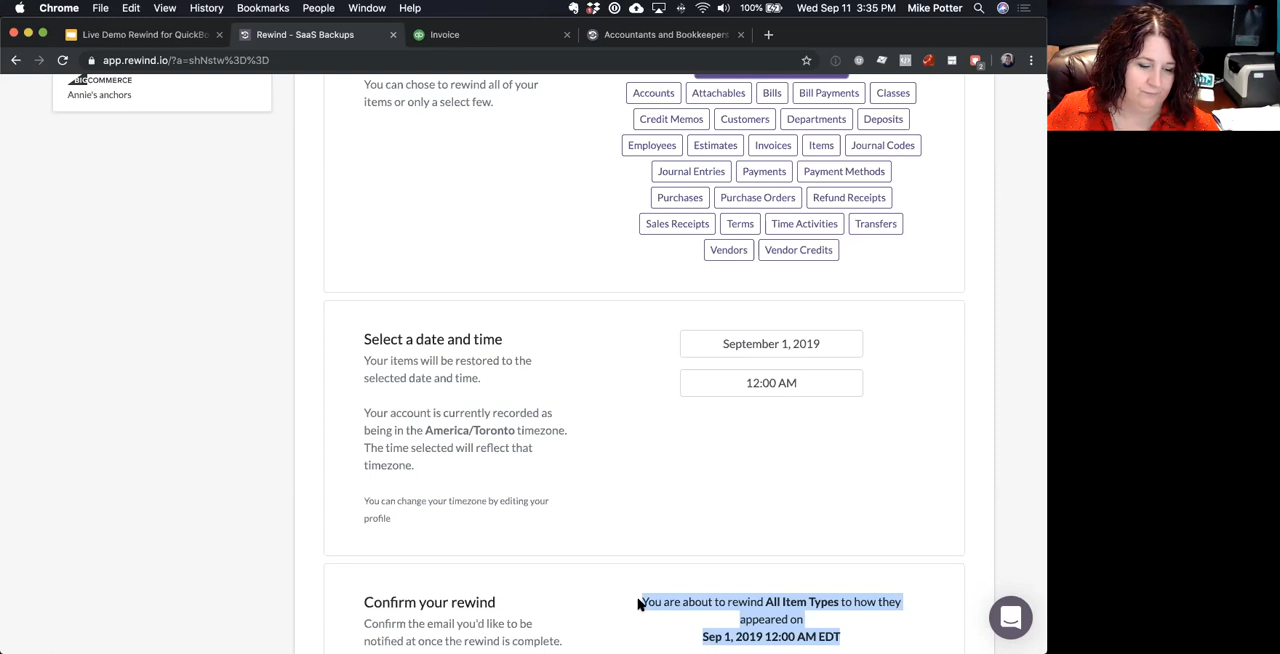 Chrome File Edit View History Bookmarks People Window Help 100% Wed Sep 11 3:35 PM Mike Potter
Live Demo Rewind for QuickBo Rewind - SaaS Backups Invoice Accountants and Bookkeepers
app.rewind.io/?a=shNstw%3D%3D 2
BIGCOMMERCE
Annie's anchors
You can chose to rewind all of your
items or only a select few.
Accounts Attachables Bills Bill Payments Classes
Credit Memos Customers Departments Deposits
Employees Estimates Invoices Items Journal Codes
Journal Entries Payments Payment Methods
Purchases Purchase Orders Refund Receipts
Sales Receipts Terms Time Activities Transfers
Vendors Vendor Credits
Select a date and time
Your items will be restored to the
selected date and time.
Your account is currently recorded as
being in the America/Toronto timezone.
The time selected will reflect that
timezone.
You can change your timezone by editing your
profile
September 1, 2019
12:00 AM
Confirm your rewind
Confirm the email you'd like to be
notified at once the rewind is complete.
You are about to rewind All Item Types to how they
appeared on
Sep 1, 2019 12:00 AM EDT